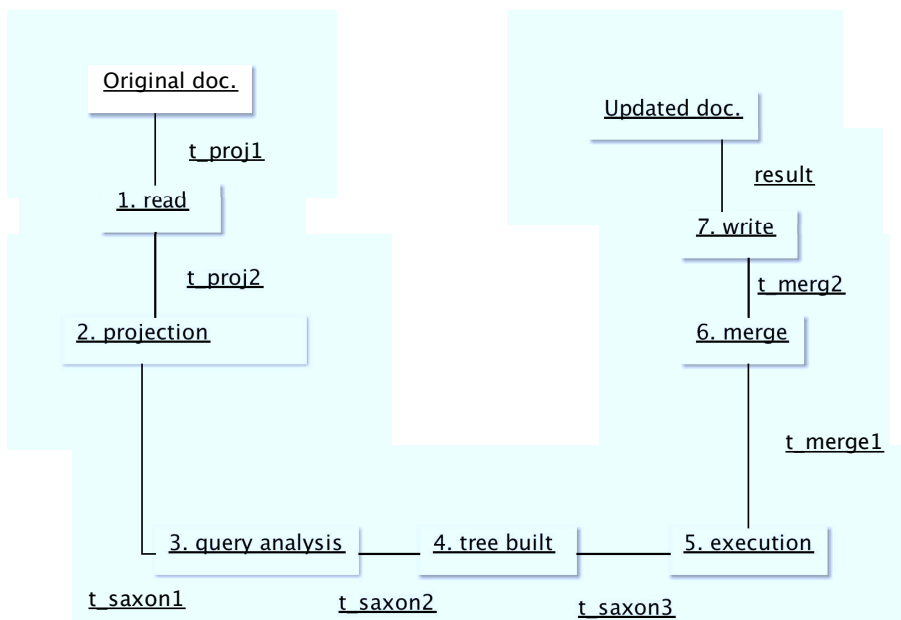 Original doc.
t_proj1
1. read
t_proj2
2. projection
3. query analysis
t_saxon1
t_saxon2
4. tree built
t_saxon3
5. execution
t_merge1
6. merge
t_merg2
7. write
result
Updated doc.